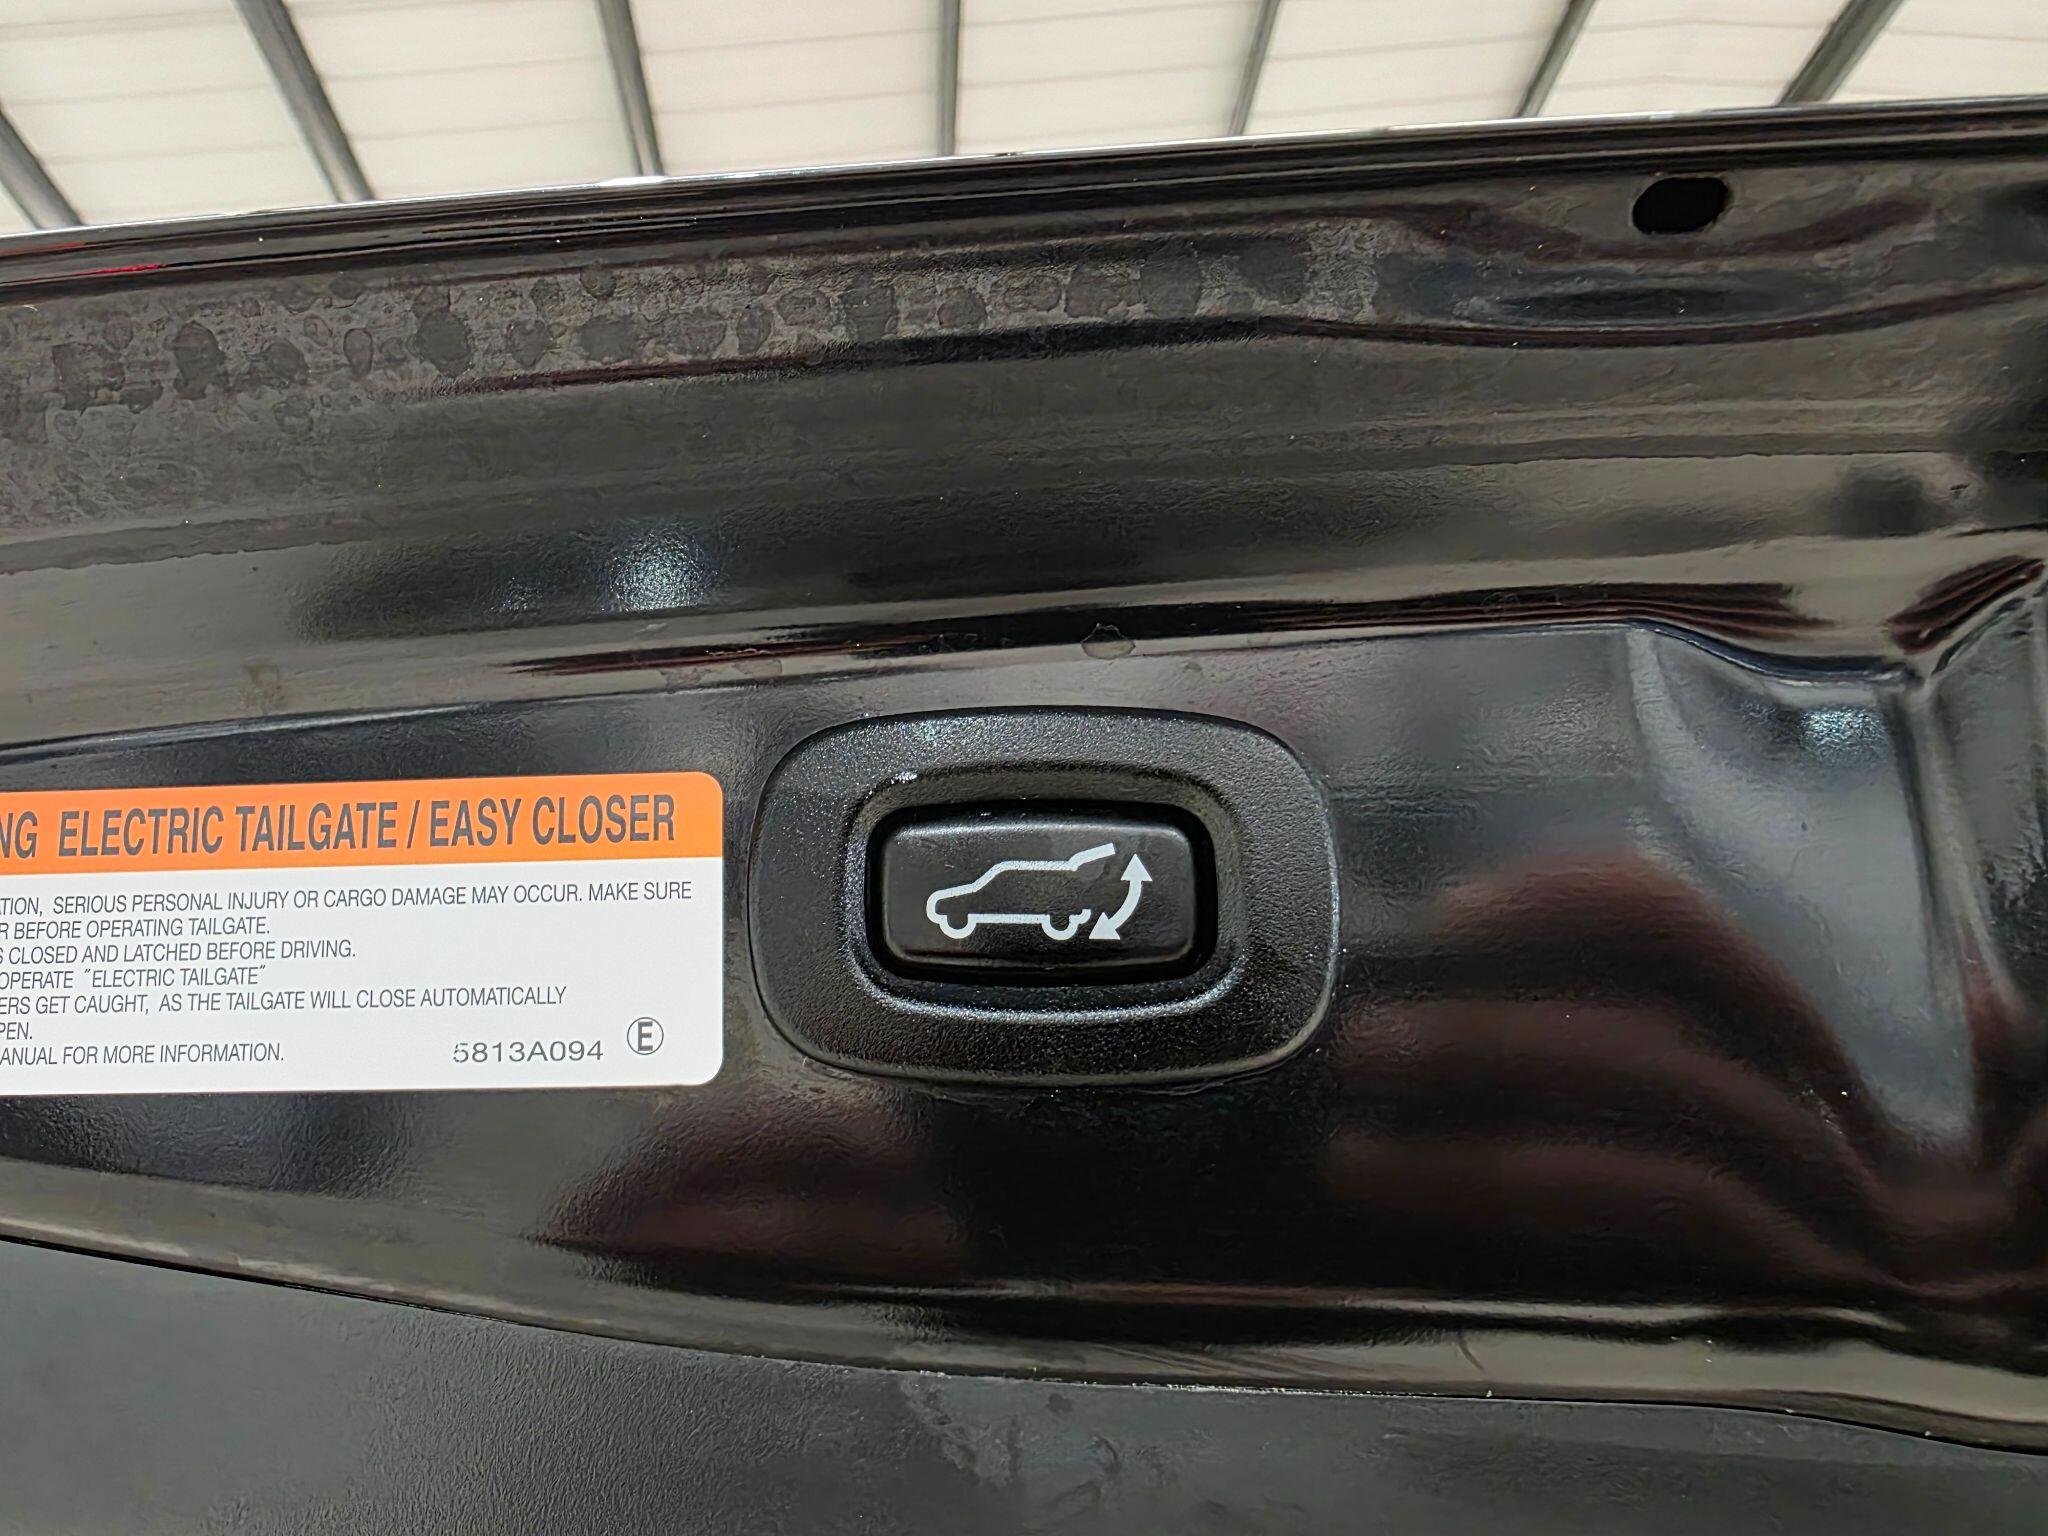 NG ELECTRIC TAILGATE / EASY CLOSER
ATION, SERIOUS PERSONAL INJURY OR CARGO DAMAGE MAY OCCUR. MAKE SURE
R BEFORE OPERATING TAILGATE.
S CLOSED AND LATCHED BEFORE DRIVING.
OPERATE ˝ELECTRIC TAILGATE˝
ERS GET CAUGHT, AS THE TAILGATE WILL CLOSE AUTOMATICALLY
PEN.
ANUAL FOR MORE INFORMATION.
5813A094 E